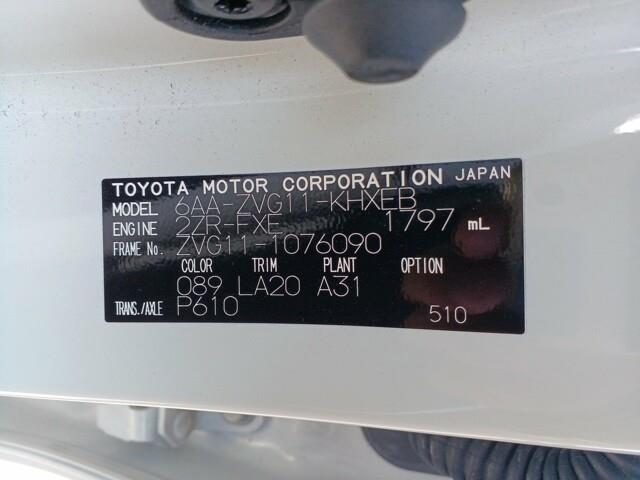 TOYOTA MOTOR CORPORATION JAPAN
MODEL 6AA-ZVG11-KHXEB
ENGINE 2ZR-FXE 1797 mL
FRAME No. ZVG11-1076090
COLOR TRIM PLANT OPTION
089 LA20 A31
TRANS./AXLE P610 510